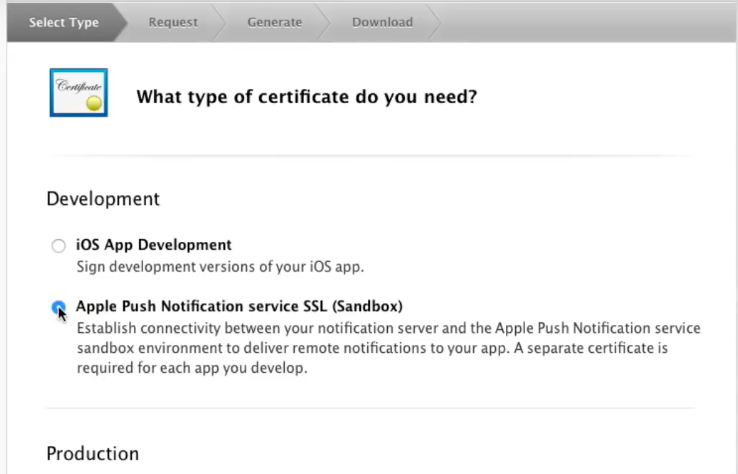 Select Type
Request
Generate
Download
Certificate
What type of certificate do you need?
Development
iOS App Development
Sign development versions of your iOS app.
Apple Push Notification service SSL (Sandbox)
Establish connectivity between your notification server and the Apple Push Notification service
sandbox environment to deliver remote notifications to your app. A separate certificate is
required for each app you develop.
Production